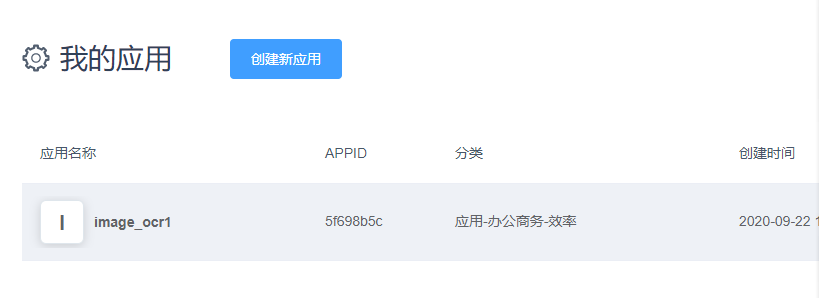 我的应用 创建新应用
应用名称 APPID 分类 创建时间
I image_ocr1 5f698b5c 应用-办公商务-效率 2020-09-22